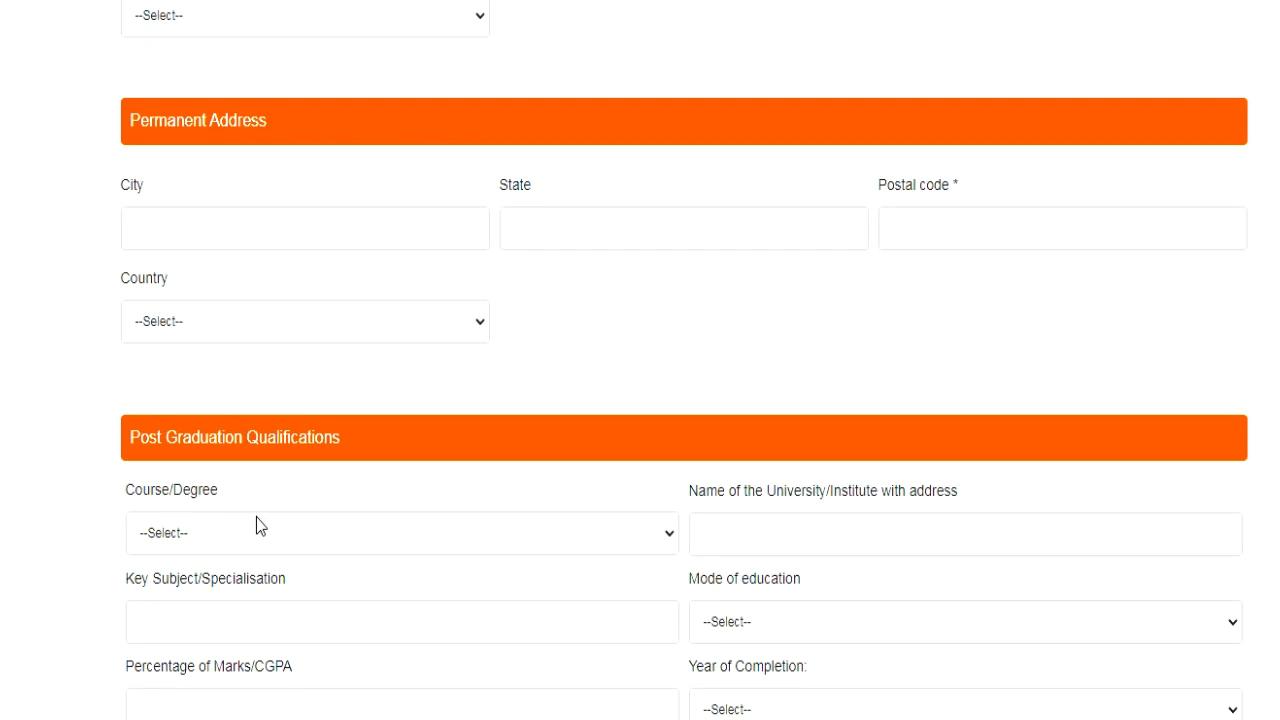 --Select--
Permanent Address
City State Postal code *
Country
--Select--
Post Graduation Qualifications
Course/Degree Name of the University/Institute with address
--Select--
Key Subject/Specialisation Mode of education
--Select--
Percentage of Marks/CGPA Year of Completion:
--Select--